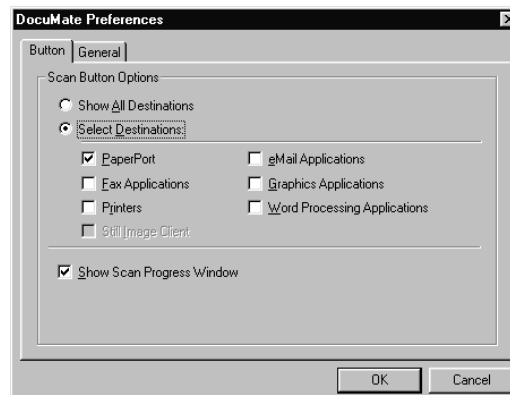 DocuMate Preferences
Button General
Scan Button Options
Show All Destinations
Select Destinations:
PaperPort eMail Applications
Fax Applications Graphics Applications
Printers Word Processing Applications
Still Image Client
Show Scan Progress Window
OK Cancel